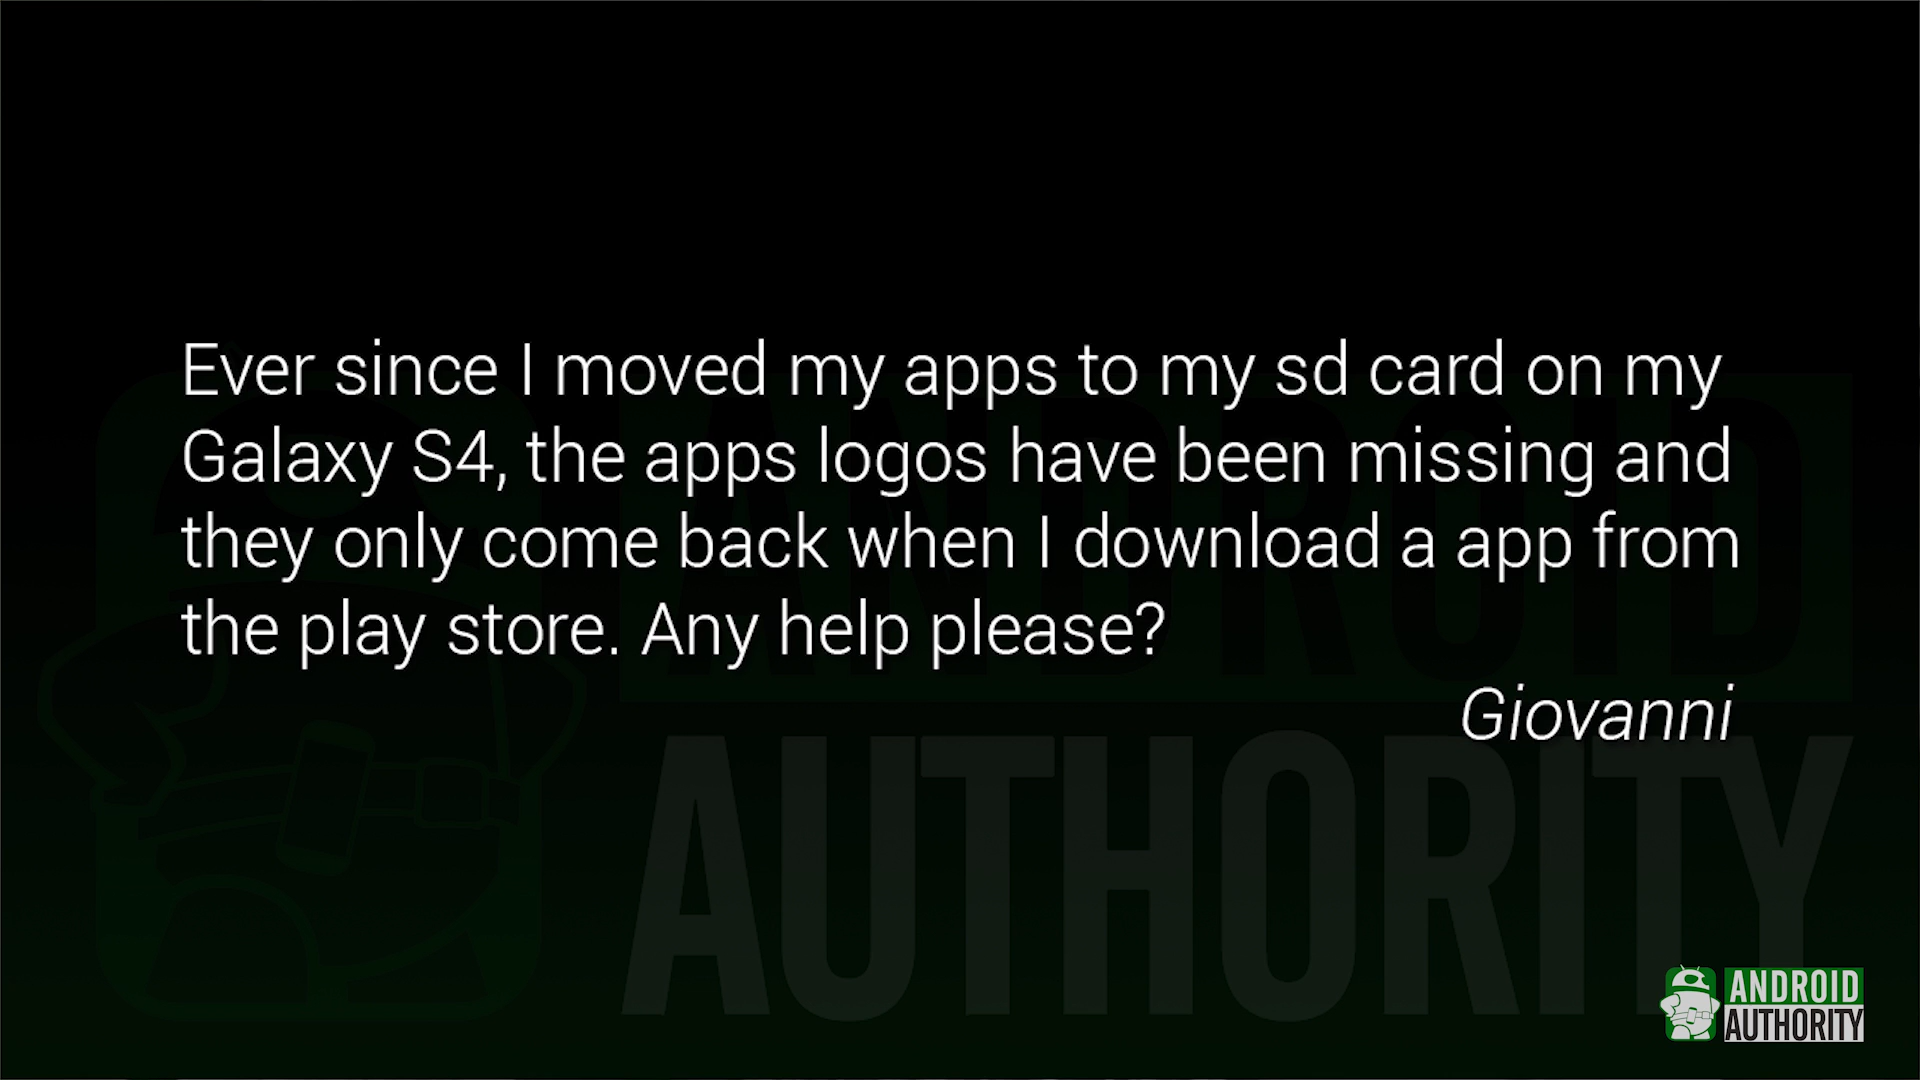 Ever since I moved my apps to my sd card on my
Galaxy S4, the apps logos have been missing and
they only come back when I download a app from
the play store. Any help please?
Giovanni
ANDROID
AUTHORITY
ANDROID
AUTHORITY